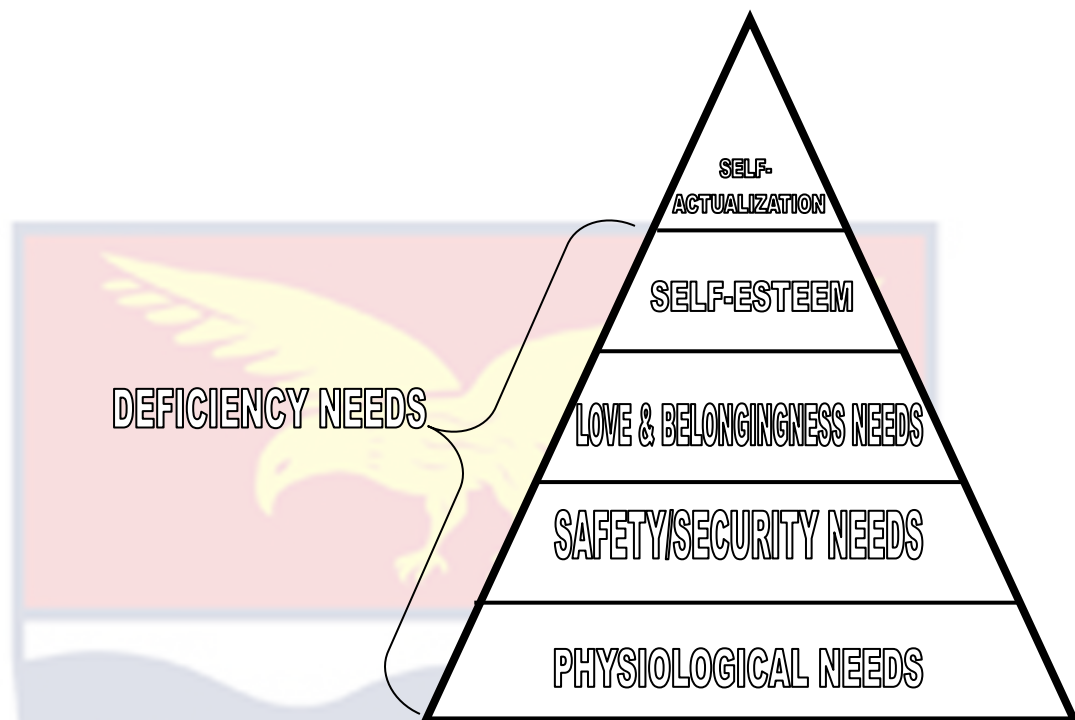 SELF-
ACTUALIZATION
SELF-ESTEEM
DEFICIENCY NEEDS
LOVE & BELONGINGNESS NEEDS
SAFETY/SECURITY NEEDS
PHYSIOLOGICAL NEEDS